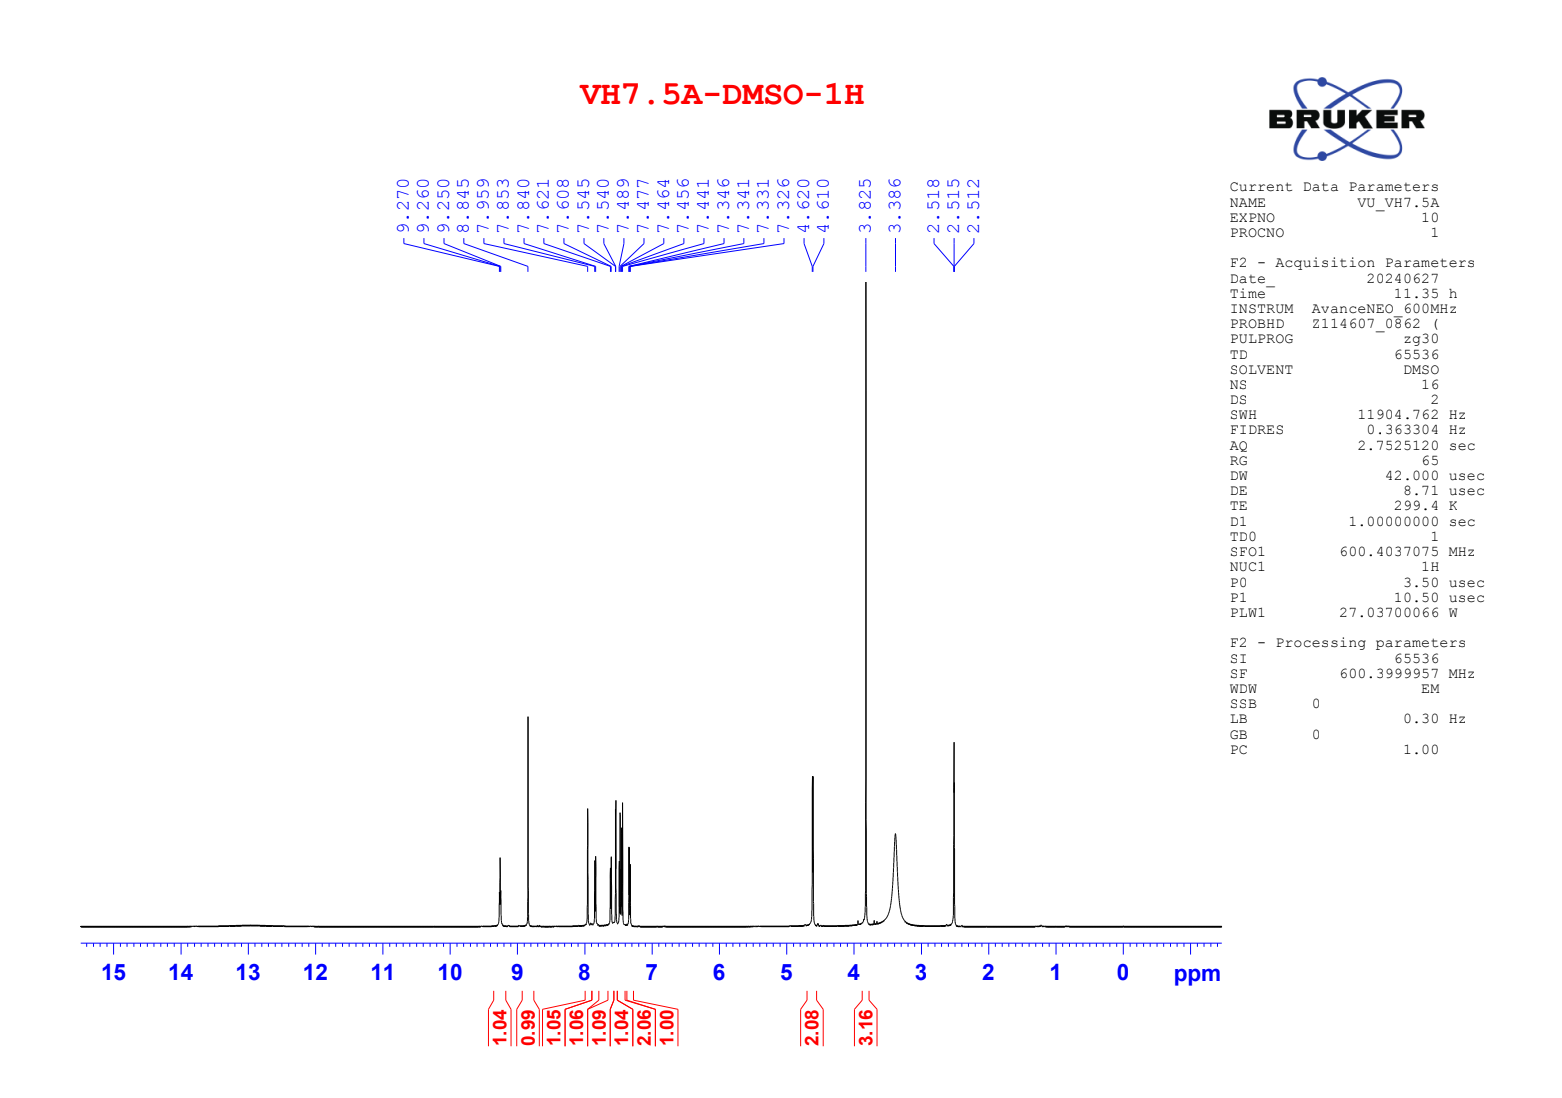 VH7.5A-DMSO-1H
BRUKER
9.270
9.260
9.250
8.845
7.959
7.853
7.840
7.621
7.608
7.545
7.540
7.489
7.477
7.464
7.456
7.441
7.346
7.341
7.331
7.326
4.620
4.610
3.825
3.386
2.518
2.515
2.512
Current Data Parameters
NAME VU_VH7.5A
EXPNO 10
PROCNO 1
F2 - Acquisition Parameters
Date_ 20240627
Time 11.35 h
INSTRUM AvanceNEO_600MHz
PROBHD Z114607_0862 (
PULPROG zg30
TD 65536
SOLVENT DMSO
NS 16
DS 2
SWH 11904.762 Hz
FIDRES 0.363304 Hz
AQ 2.7525120 sec
RG 65
DW 42.000 usec
DE 8.71 usec
TE 299.4 K
D1 1.00000000 sec
TD0 1
SFO1 600.4037075 MHz
NUC1 1H
P0 3.50 usec
P1 10.50 usec
PLW1 27.03700066 W
F2 - Processing parameters
SI 65536
SF 600.3999957 MHz
WDW EM
SSB 0
LB 0.30 Hz
GB 0
PC 1.00
15 14 13 12 11 10 9 8 7 6 5 4 3 2 1 0 ppm
1.04
0.99
1.05
1.06
1.09
1.04
2.06
1.00
2.08
3.16